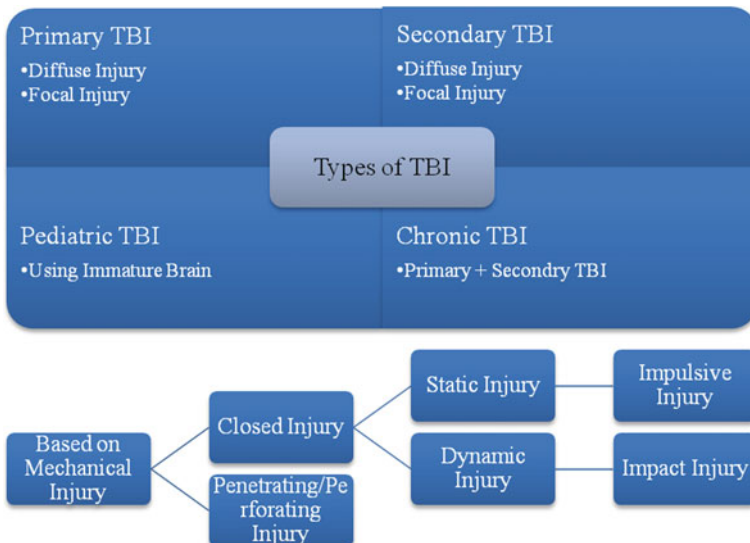 Primary TBI
•Diffuse Injury
•Focal Injury
Secondary TBI
•Diffuse Injury
•Focal Injury
Types of TBI
Pediatric TBI
•Using Immature Brain
Chronic TBI
•Primary + Secondry TBI
Based on
Mechanical
Injury
Closed Injury
Penetrating/Pe
rforating
Injury
Static Injury
Dynamic
Injury
Impulsive
Injury
Impact Injury